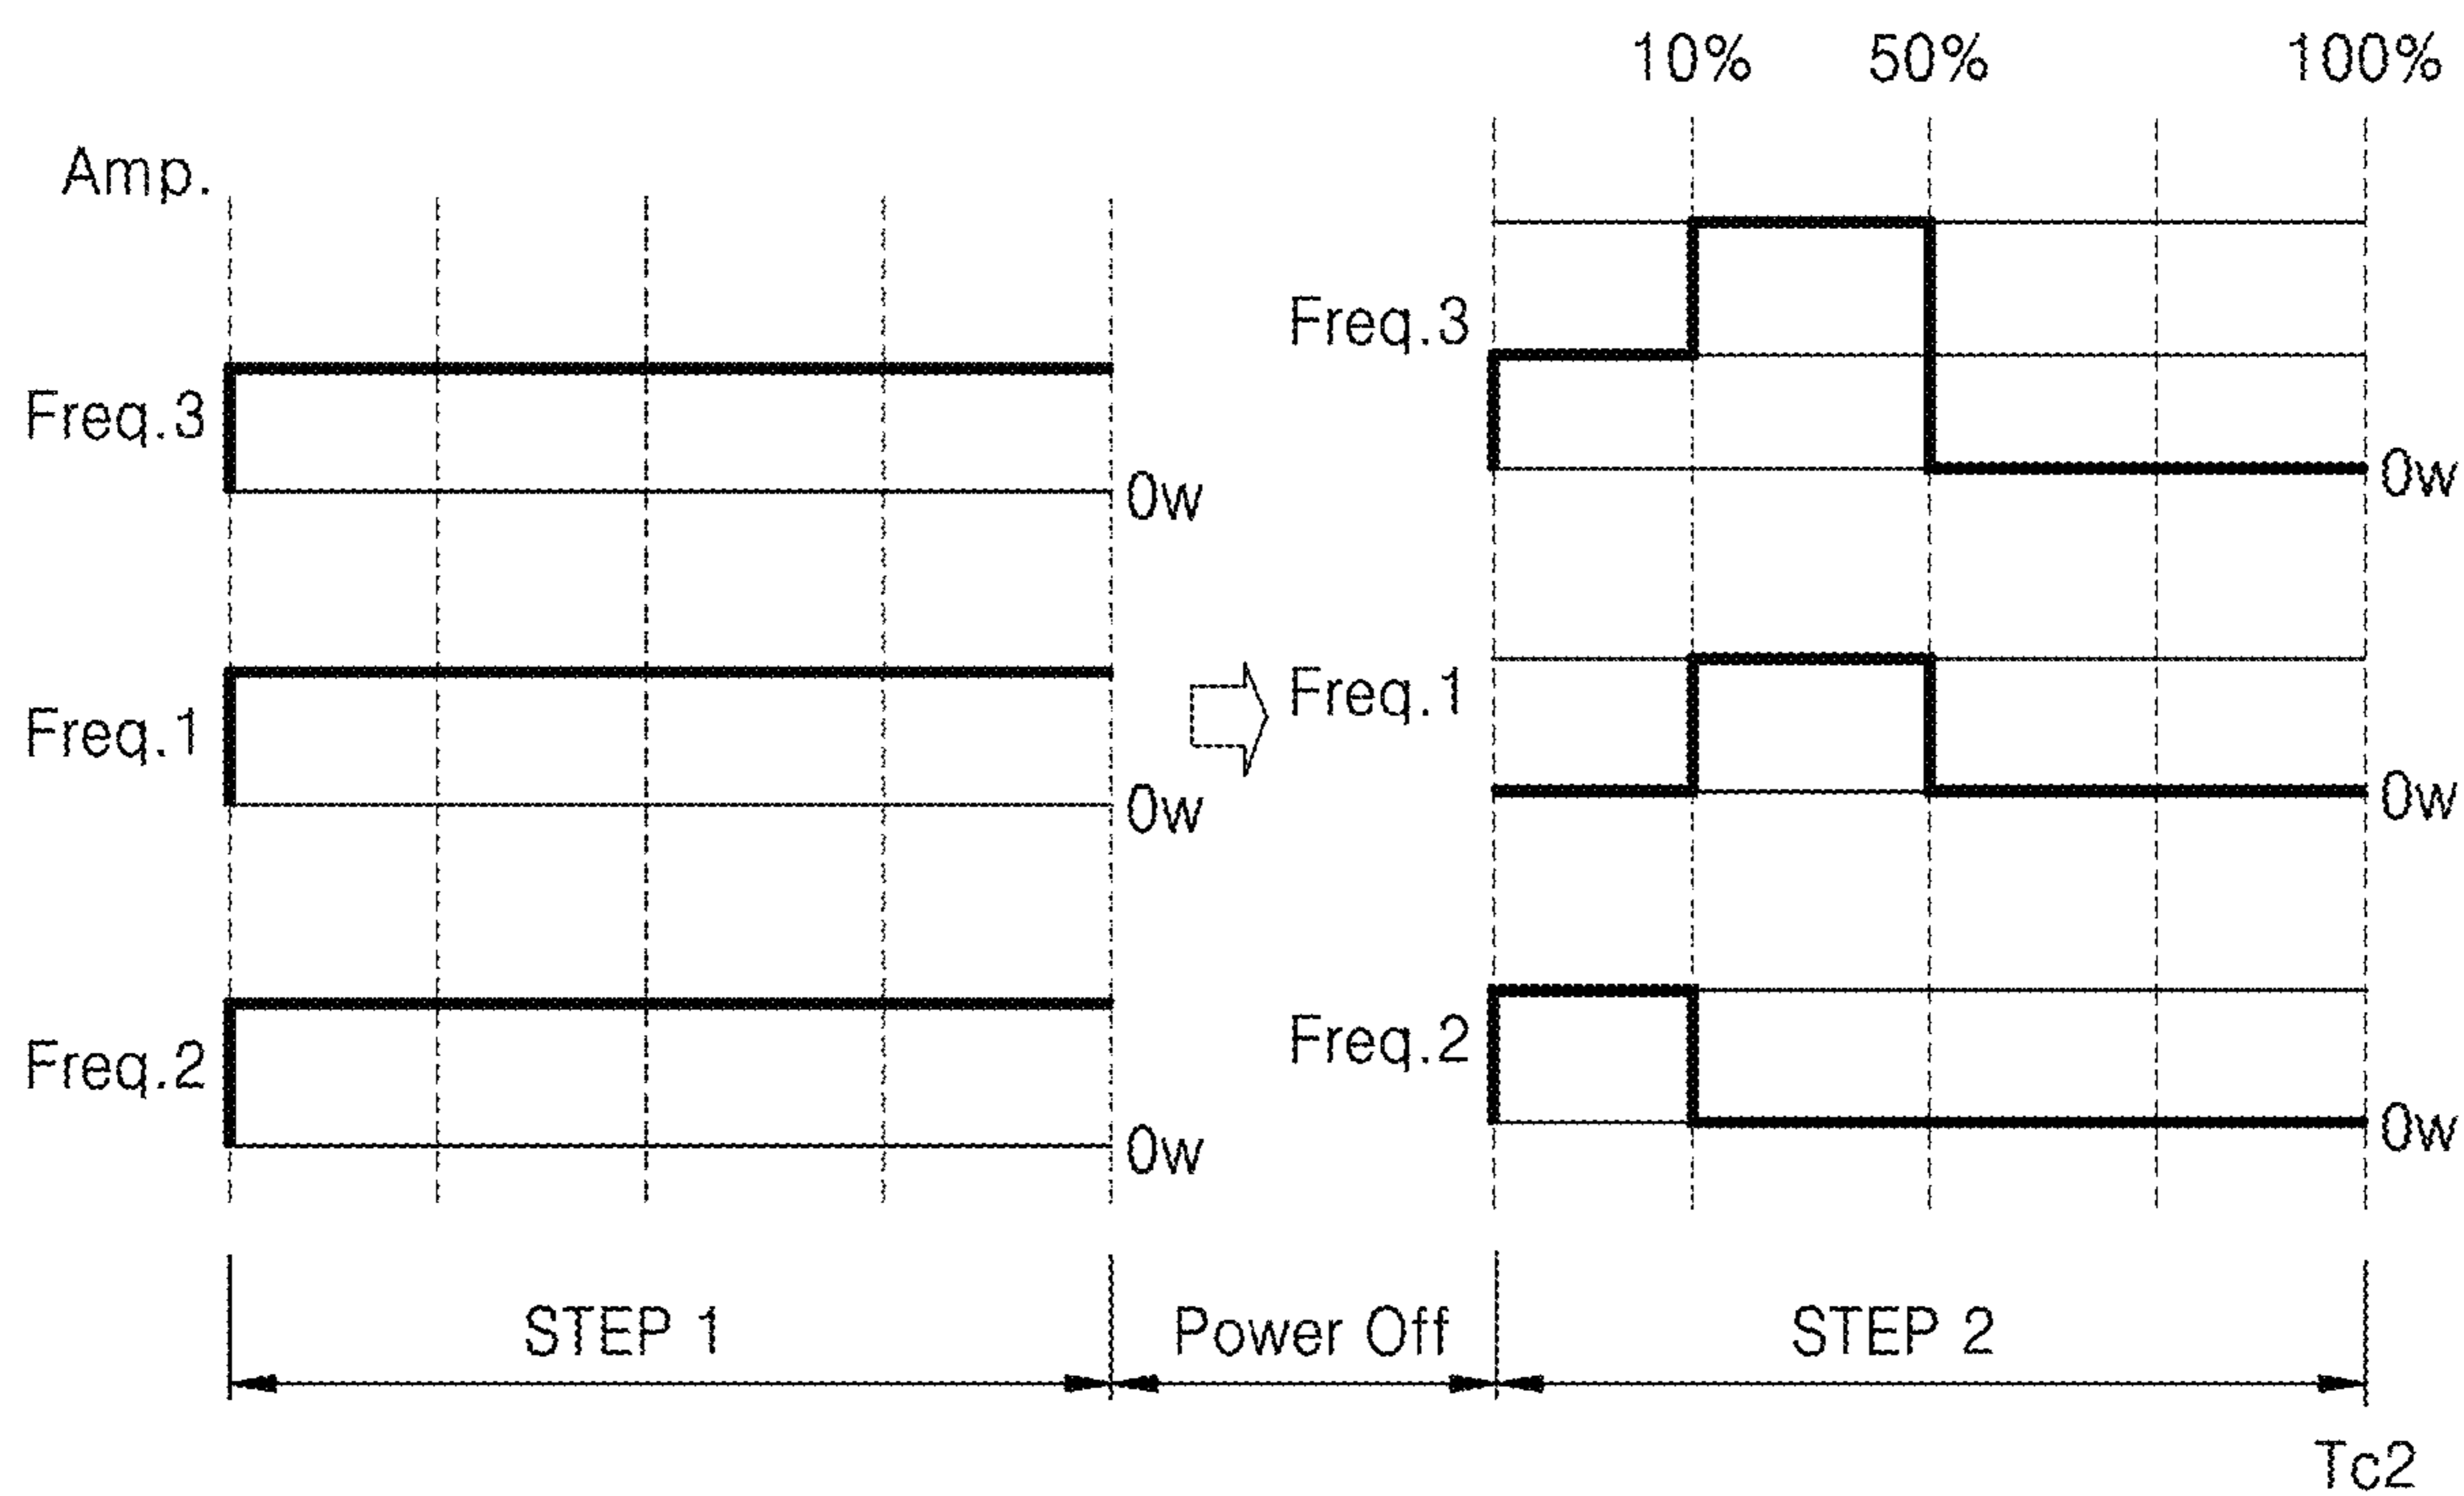 10% 50% 100%
Amp.
Freq.3
0w
Freq.1
0w
Freq.2
0w
Freq.3
0w
Freq.1
0w
Freq.2
0w
STEP 1 Power Off STEP 2
Tc2